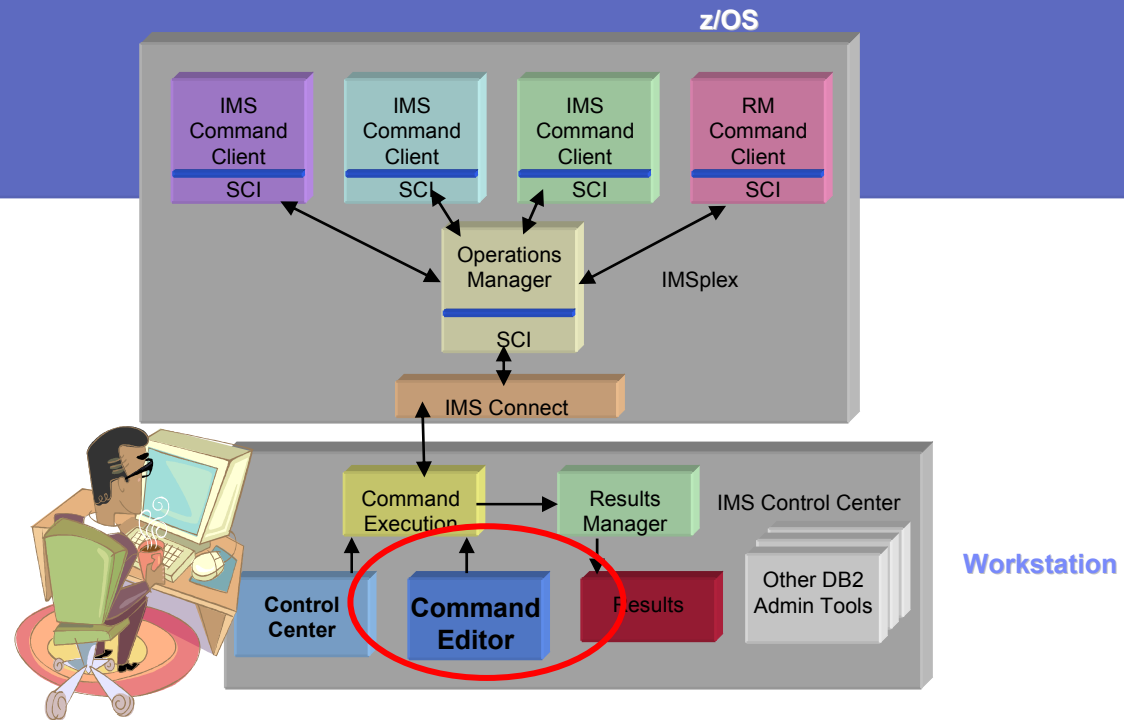 z/OS
IMS
Command
Client
SCI
IMS
Command
Client
SCI
IMS
Command
Client
SCI
RM
Command
Client
SCI
Operations
Manager
SCI
IMSplex
IMS Connect
Command
Execution
Results
Manager
IMS Control Center
Control
Center
Command
Editor
Results
Other DB2
Admin Tools
Workstation